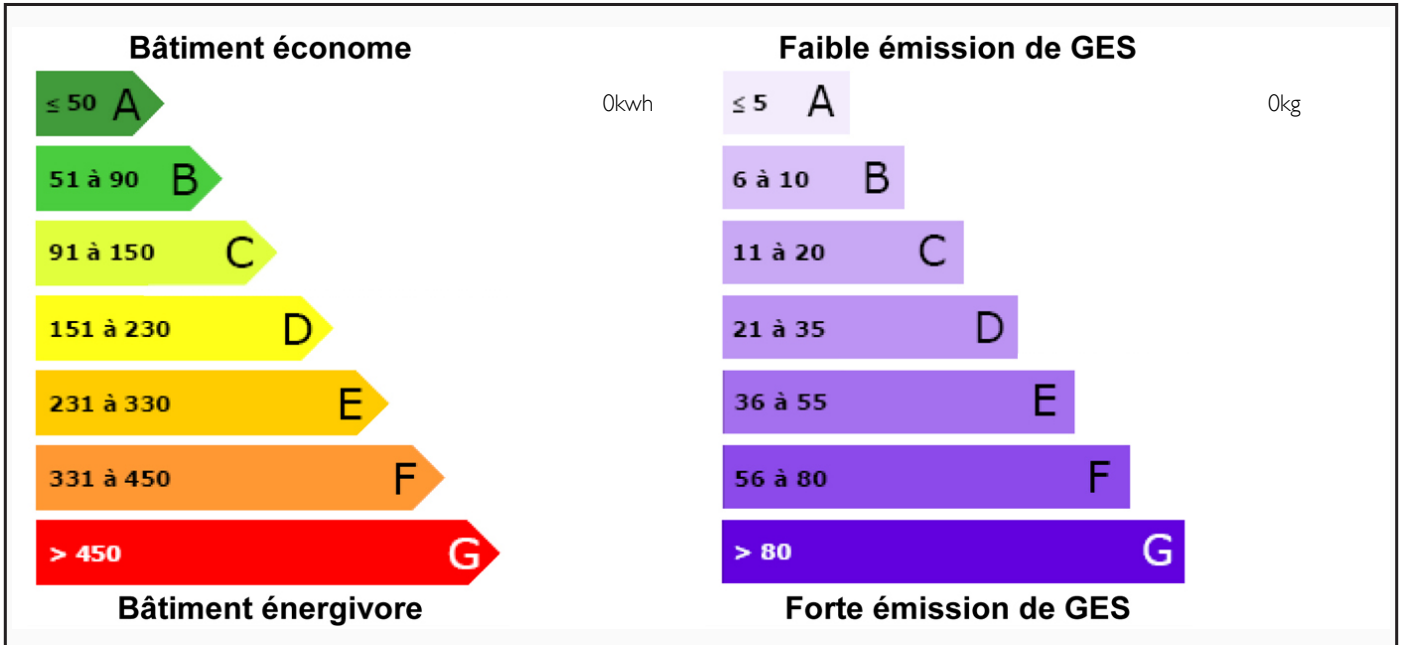 Bâtiment économe
≤ 50 A
0kwh
51 à 90 B
91 à 150 C
151 à 230 D
231 à 330 E
331 à 450 F
> 450 G
Bâtiment énergivore
Faible émission de GES
≤ 5 A
0kg
6 à 10 B
11 à 20 C
21 à 35 D
36 à 55 E
56 à 80 F
> 80 G
Forte émission de GES